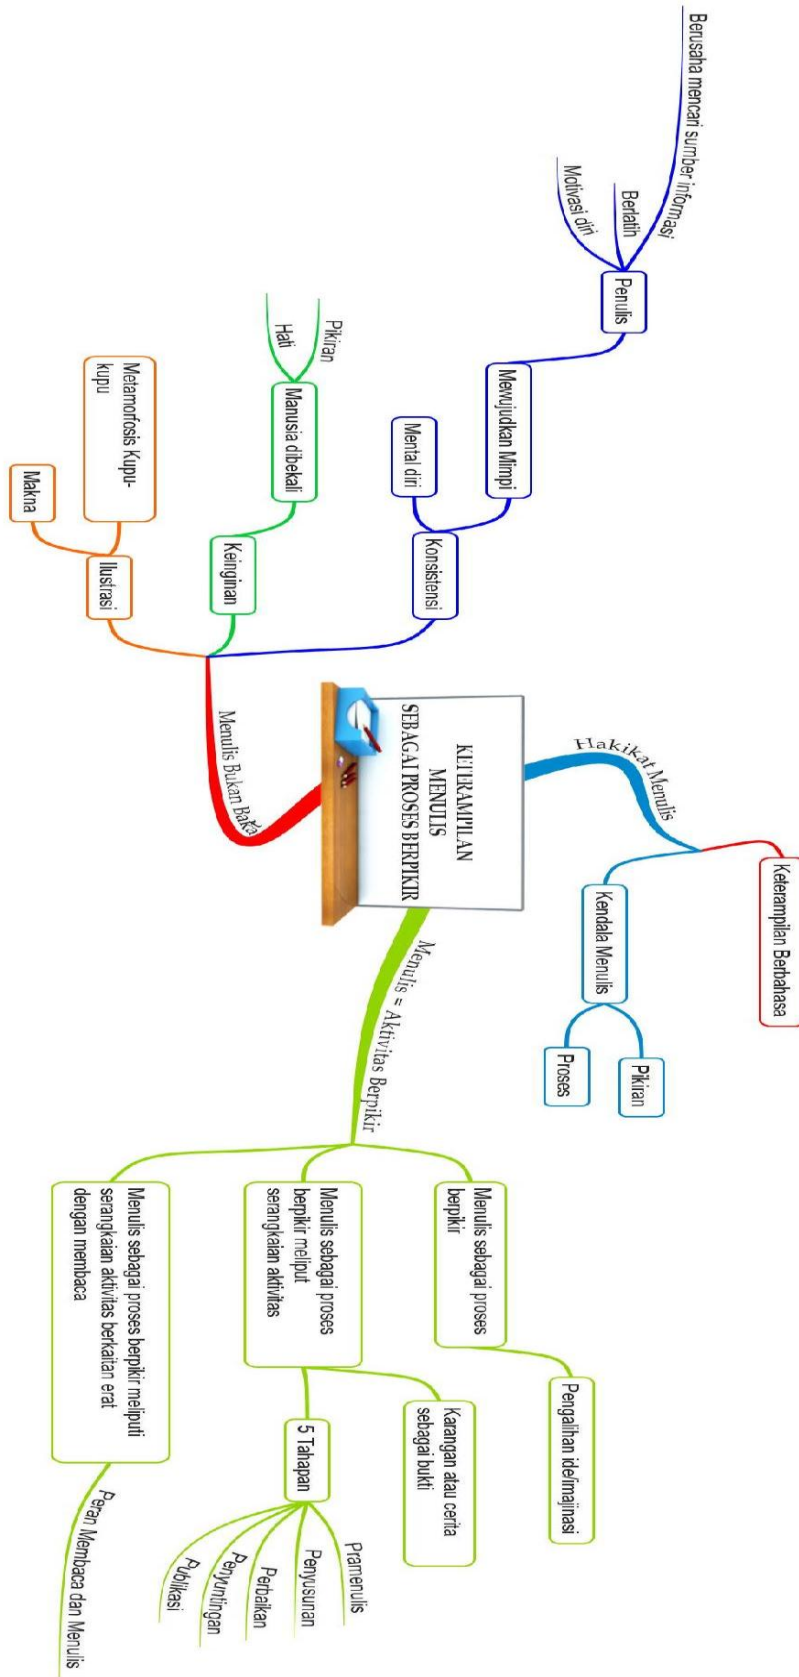 KETERAMPILAN
MENULIS
SEBAGAI PROSES BERPIKIR
Hakikat Menulis
Keterampilan Berbahasa
Kendala Menulis
Pikiran
Proses
Menulis = Aktivitas Berpikir
Menulis sebagai proses
berpikir
Pengalihan ide/imajinasi
Menulis sebagai proses
berpikir meliput
serangkaian aktivitas
Karangan atau cerita
sebagai bukti
5 Tahapan
Pramenulis
Penyusunan
Perbaikan
Penyuntingan
Publikasi
Menulis sebagai proses berpikir meliputi
serangkaian aktivitas berkaitan erat
dengan membaca
Peran Membaca dan Menulis
Menulis Bukan Bakat
Konsistensi
Mewujudkan Mimpi
Penulis
Berusaha mencari sumber informasi
Berlatih
Motivasi diri
Mental diri
Keinginan
Manusia dibekali
Pikiran
Hati
Ilustrasi
Metamorfosis Kupu-
kupu
Makna